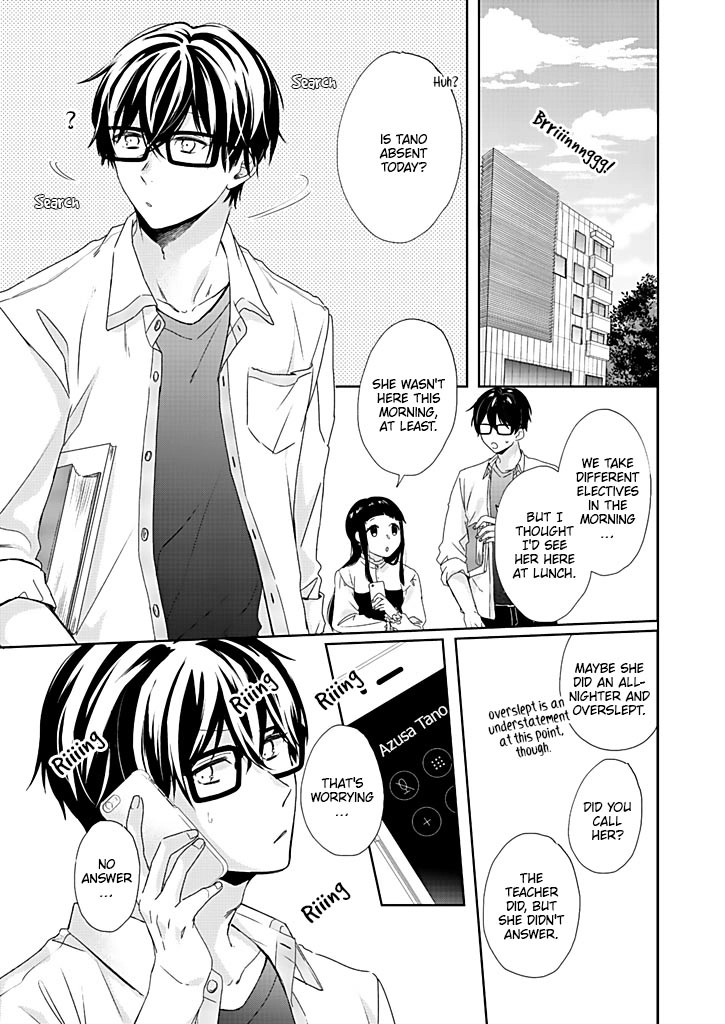 Brriiinnnggg!
Huh?
IS TANO
ABSENT
TODAY?
Search
?
Search
WE TAKE
DIFFERENT
ELECTIVES
IN THE
MORNING
...
BUT I
THOUGHT
I'D SEE
HER HERE
AT LUNCH.
SHE WASN'T
HERE THIS
MORNING,
AT LEAST.
MAYBE SHE
DID AN ALL-
NIGHTER AND
OVERSLEPT.
overslept is an
understatement
at this point,
though.
DID YOU
CALL
HER?
THE
TEACHER
DID, BUT
SHE DIDN'T
ANSWER.
Azusa Tano
Riiing
Riiing
THAT'S
WORRYING
...
Riiiing
NO
ANSWER
...
Riiing